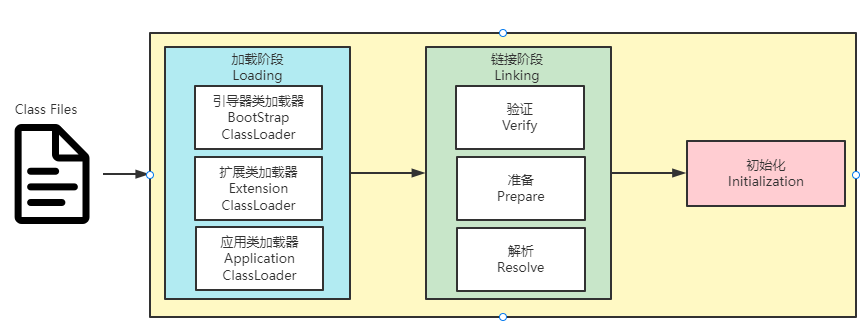 Class Files
加载阶段
Loading
引导器类加载器
BootStrap
ClassLoader
扩展类加载器
Extension
ClassLoader
应用类加载器
Application
ClassLoader
链接阶段
Linking
验证
Verify
准备
Prepare
解析
Resolve
初始化
Initialization